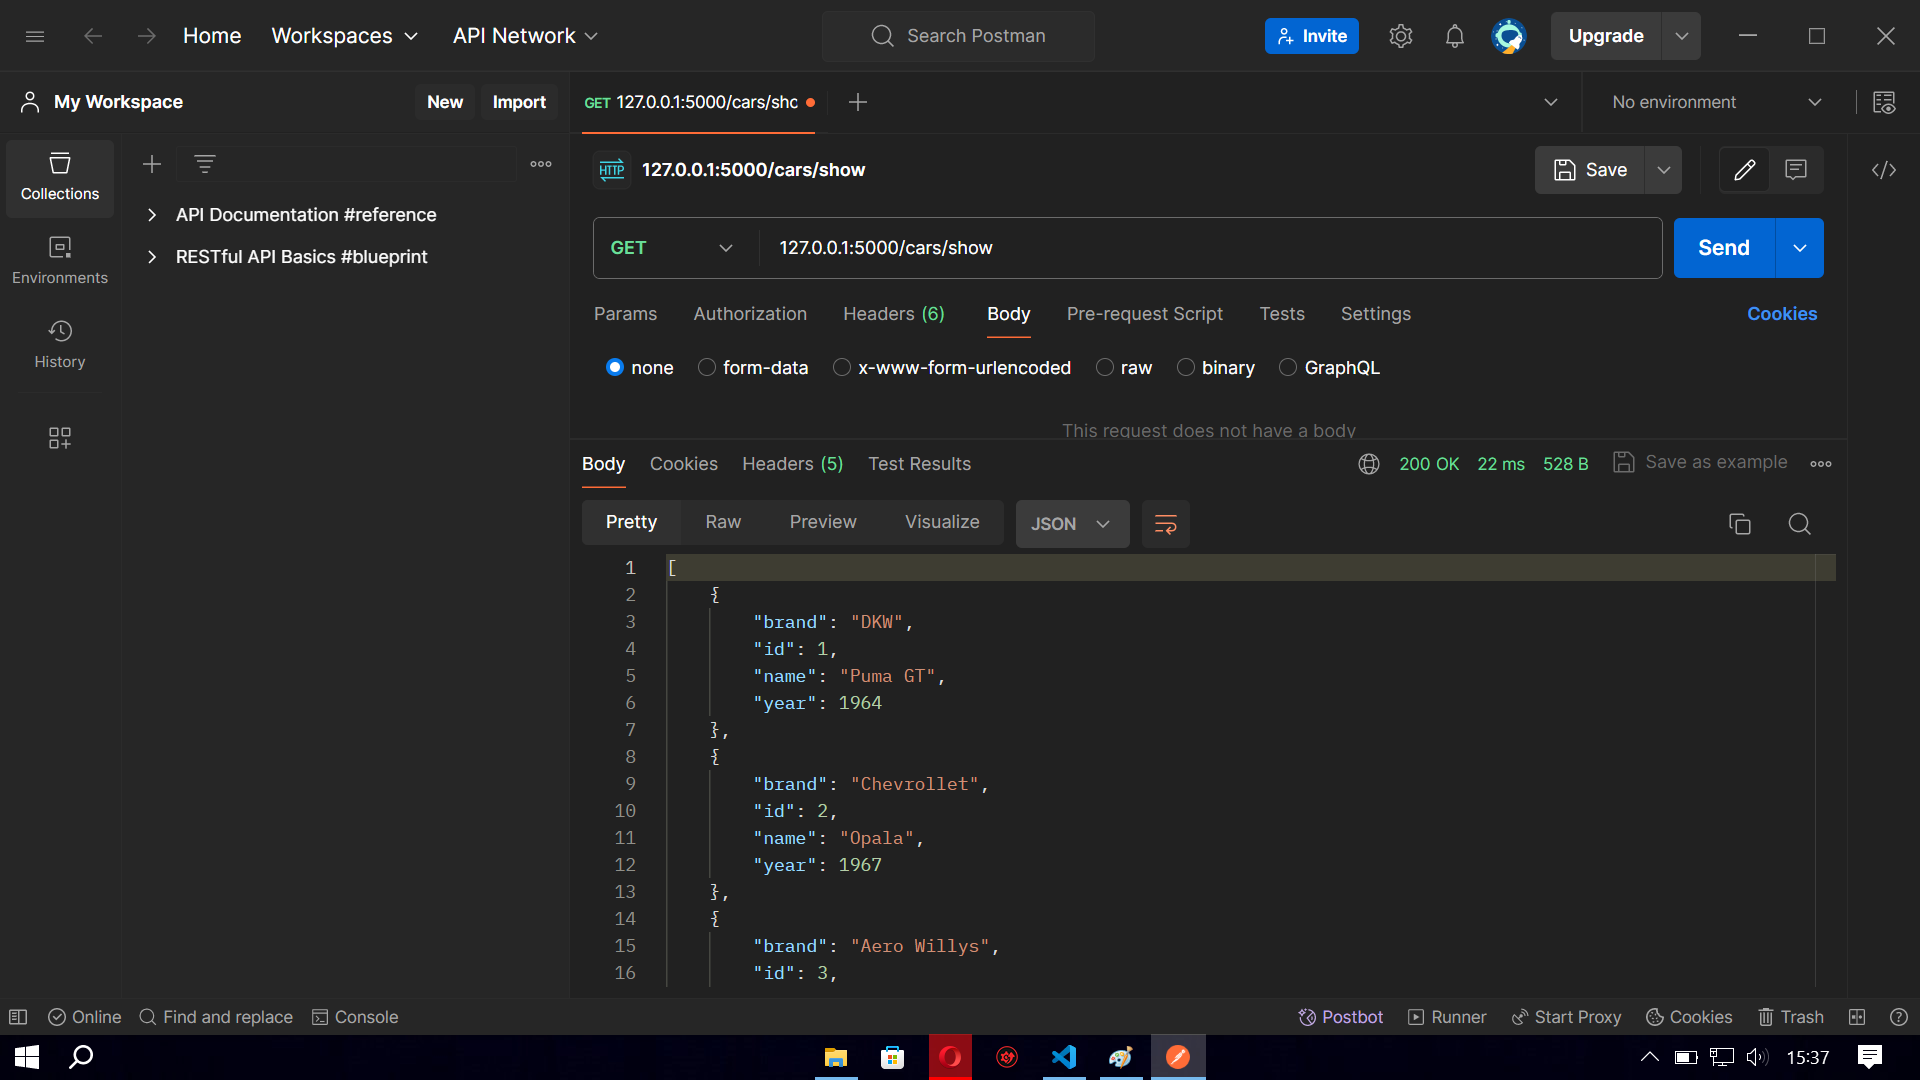 Home Workspaces API Network Search Postman Invite Upgrade
My Workspace New Import GET 127.0.0.1:5000/cars/sho No environment
HTTP 127.0.0.1:5000/cars/show Save
Collections
API Documentation #reference
RESTful API Basics #blueprint
Environments
History
GET 127.0.0.1:5000/cars/show Send
Params Authorization Headers (6) Body Pre-request Script Tests Settings Cookies
none form-data x-www-form-urlencoded raw binary GraphQL
This request does not have a body
Body Cookies Headers (5) Test Results 200 OK 22 ms 528 B Save as example
Pretty Raw Preview Visualize JSON
1 [
2 {
3 "brand": "DKW",
4 "id": 1,
5 "name": "Puma GT",
6 "year": 1964
7 },
8 {
9 "brand": "Chevrollet",
10 "id": 2,
11 "name": "Opala",
12 "year": 1967
13 },
14 {
15 "brand": "Aero Willys",
16 "id": 3,
Online Find and replace Console Postbot Runner Start Proxy Cookies Trash
15:37